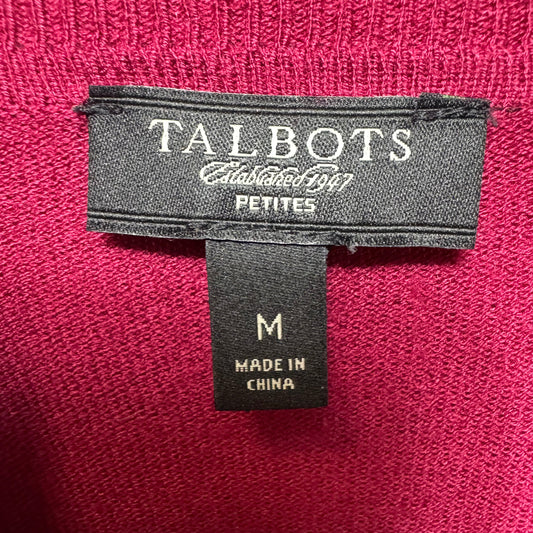 TALBOTS
Established 1947
PETITES
M
MADE IN
CHINA